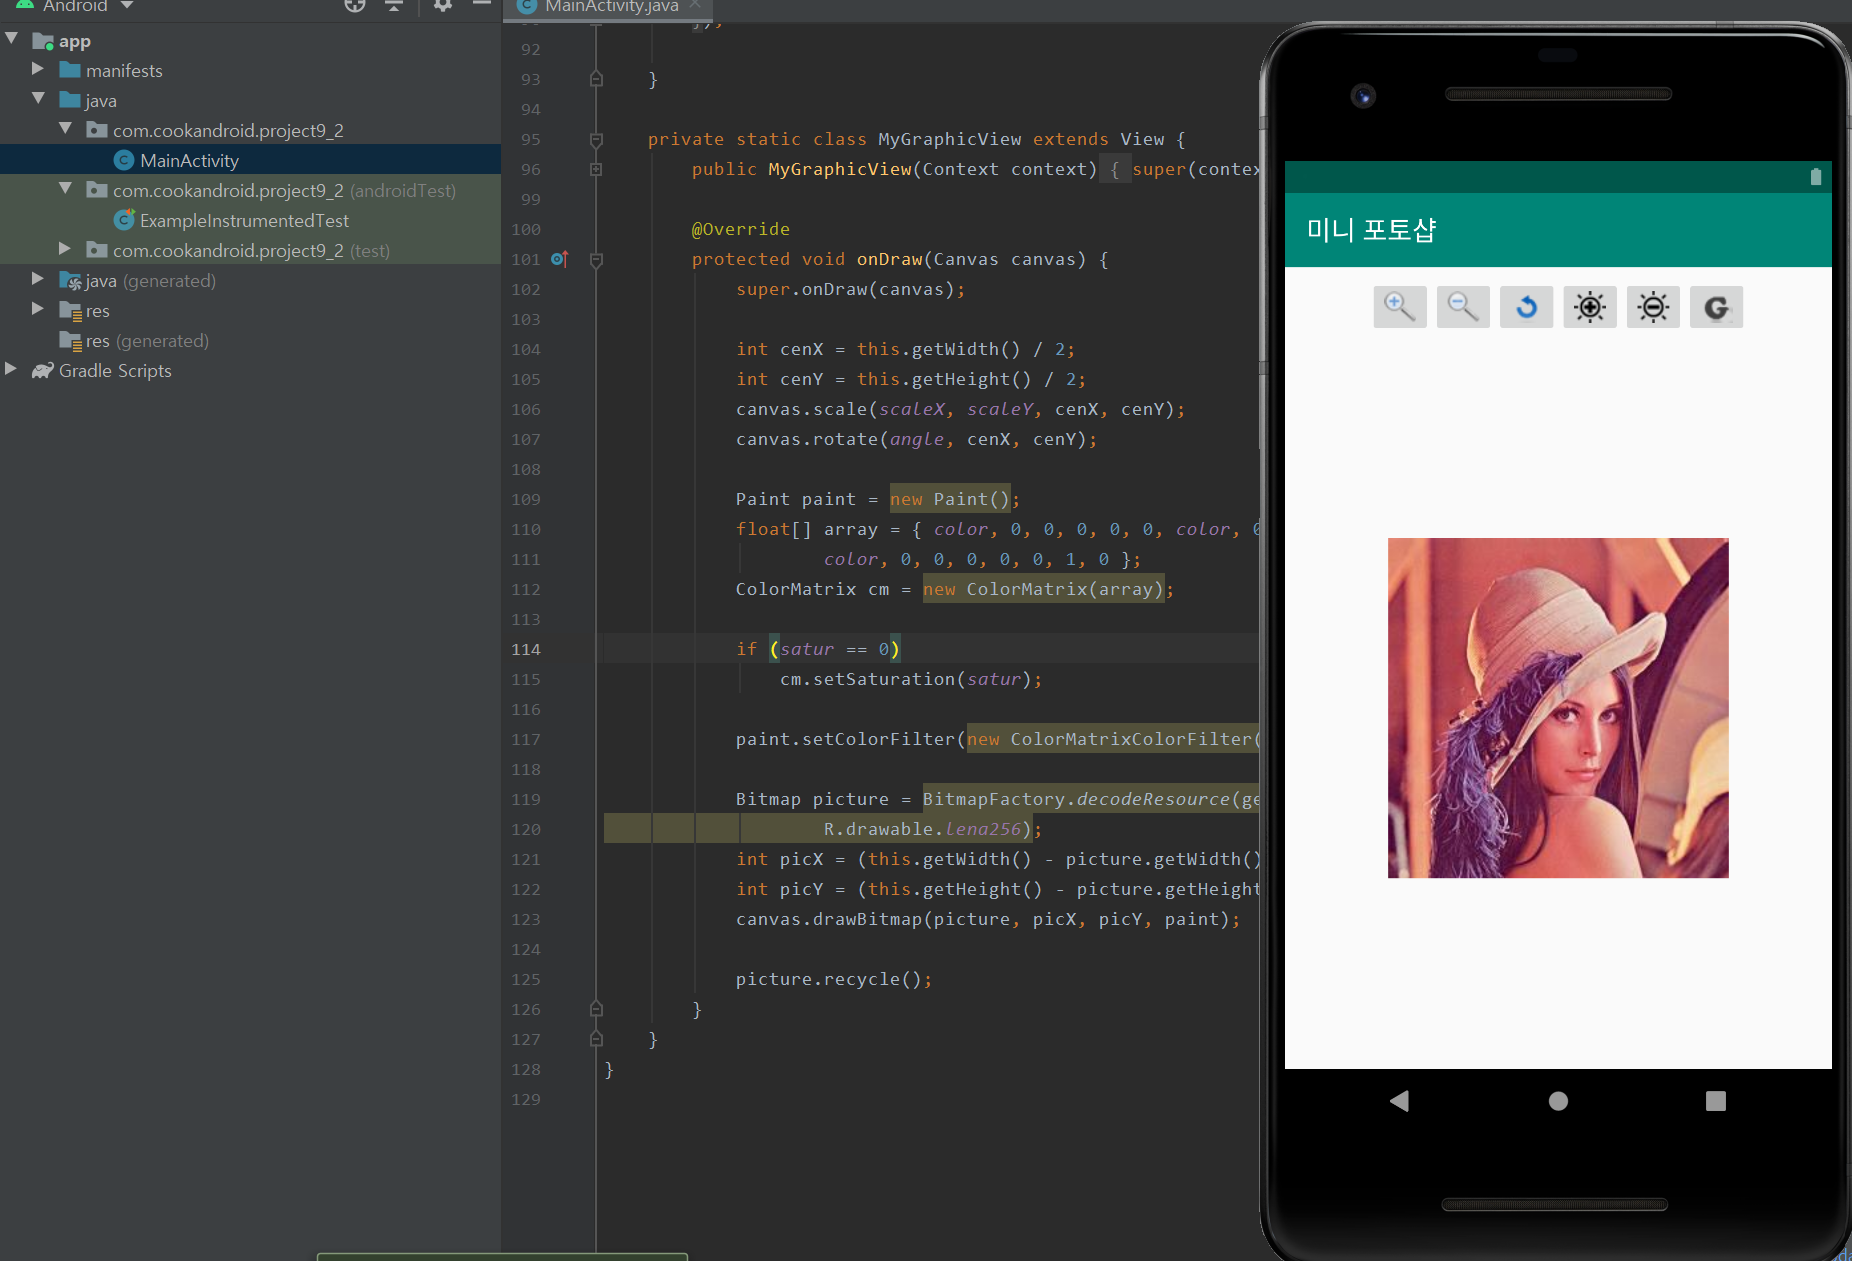 Android
app
manifests
java
com.cookandroid.project9_2
MainActivity
com.cookandroid.project9_2 (androidTest)
ExampleInstrumentedTest
com.cookandroid.project9_2 (test)
java (generated)
res
res (generated)
Gradle Scripts
MainActivity.java
92
93 }
94
95 private static class MyGraphicView extends View {
96 public MyGraphicView(Context context) { super(contex
99
100 @Override
101 protected void onDraw(Canvas canvas) {
102 super.onDraw(canvas);
103
104 int cenX = this.getWidth() / 2;
105 int cenY = this.getHeight() / 2;
106 canvas.scale(scaleX, scaleY, cenX, cenY);
107 canvas.rotate(angle, cenX, cenY);
108
109 Paint paint = new Paint();
110 float[] array = { color, 0, 0, 0, 0, 0, color, 0
111 color, 0, 0, 0, 0, 0, 1, 0 };
112 ColorMatrix cm = new ColorMatrix(array);
113
114 if (satur == 0)
115 cm.setSaturation(satur);
116
117 paint.setColorFilter(new ColorMatrixColorFilter(
118
119 Bitmap picture = BitmapFactory.decodeResource(ge
120 R.drawable.lena256);
121 int picX = (this.getWidth() - picture.getWidth()
122 int picY = (this.getHeight() - picture.getHeight
123 canvas.drawBitmap(picture, picX, picY, paint);
124
125 picture.recycle();
126 }
127 }
128 }
129
미니 포토샵
G